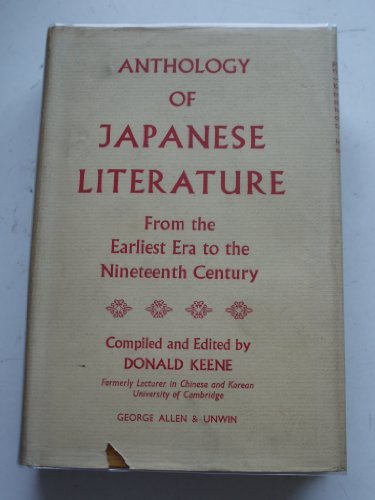 ANTHOLOGY
OF
JAPANESE
LITERATURE
From the
Earliest Era to the
Nineteenth Century
Compiled and Edited by
DONALD KEENE
Formerly Lecturer in Chinese and Korean
University of Cambridge
GEORGE ALLEN & UNWIN